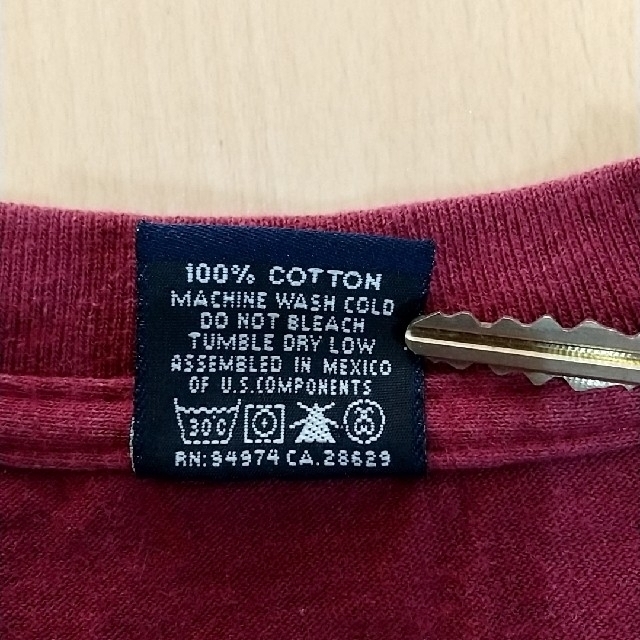 100% COTTON
MACHINE WASH COLD
DO NOT BLEACH
TUMBLE DRY LOW
ASSEMBLED IN MEXICO
OF U.S.COMPONENTS
30C
RN: 94974 CA. 28629